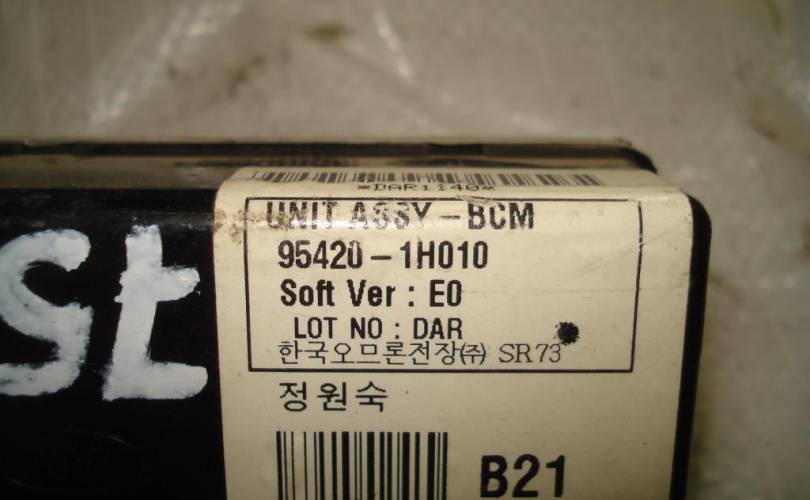 *DAR1140*
UNIT ASSY-BCM
95420-1H010
Soft Ver : E0
LOT NO : DAR
한국오므론전장㈜ SR73
정원숙
B21